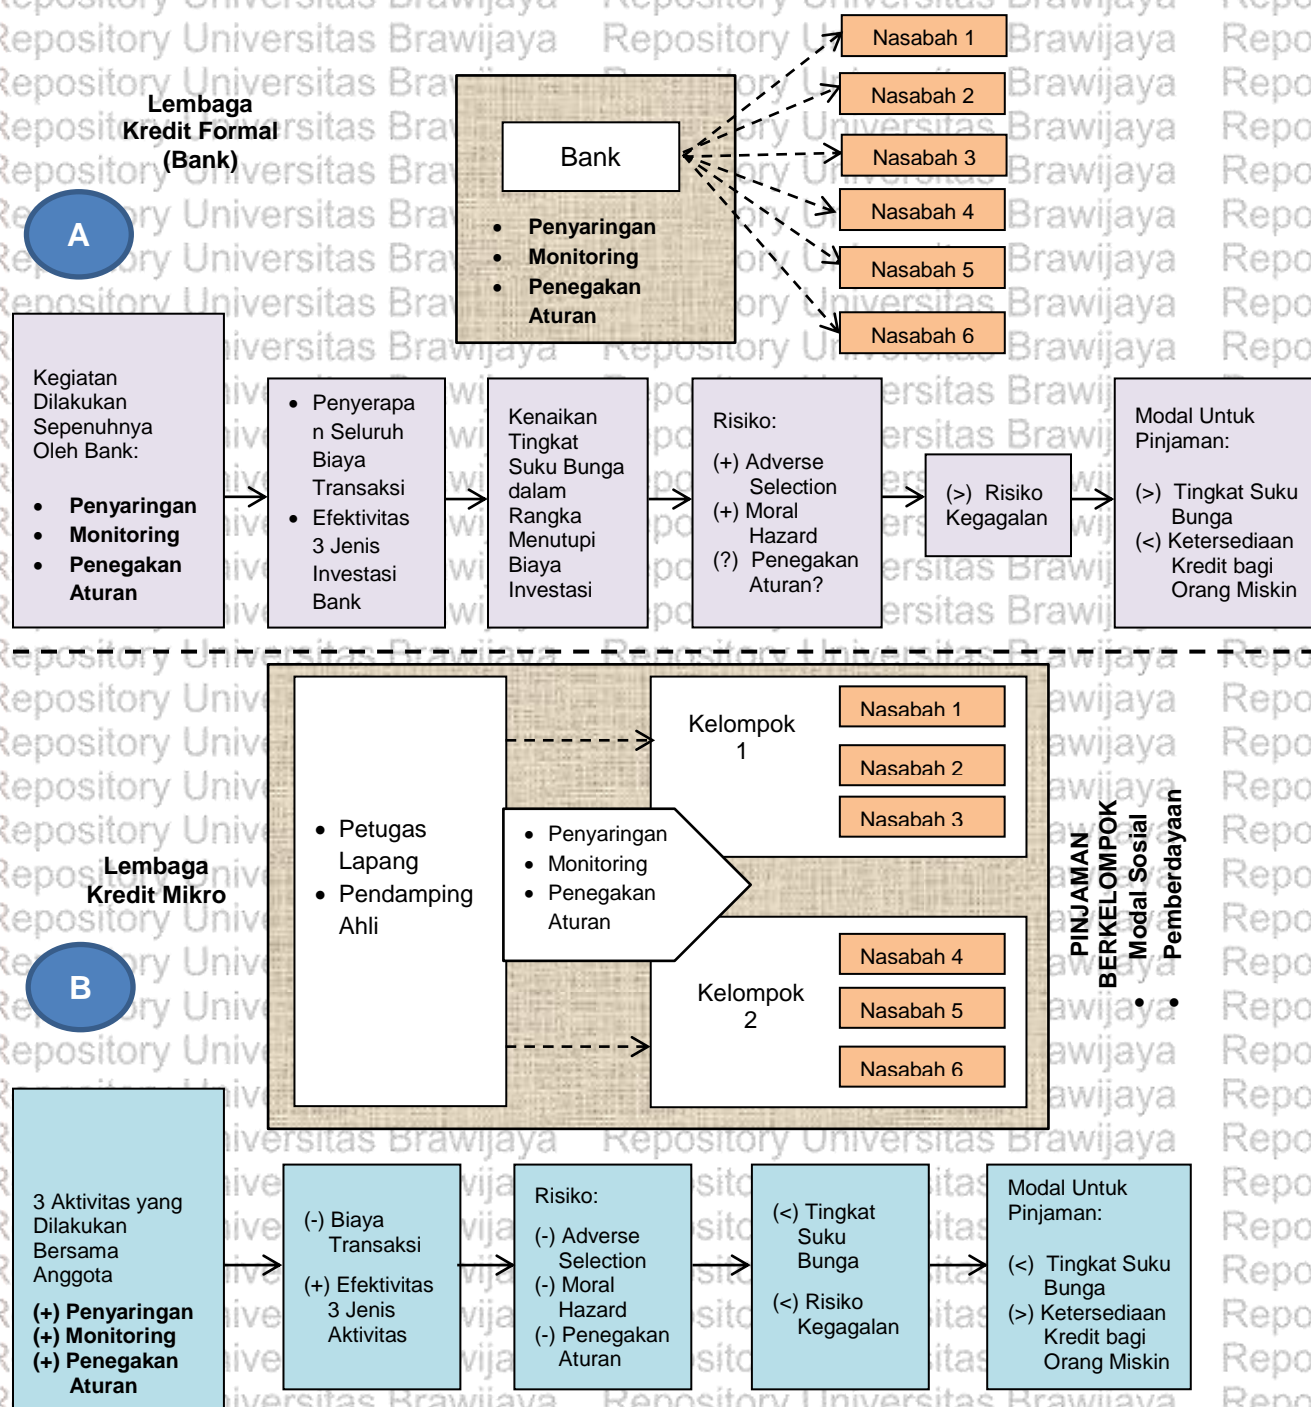 Repository Universitas Brawijaya
Lembaga
Kredit Formal
(Bank)
A
Bank
• Penyaringan
• Monitoring
• Penegakan
Aturan
Nasabah 1
Nasabah 2
Nasabah 3
Nasabah 4
Nasabah 5
Nasabah 6
Kegiatan
Dilakukan
Sepenuhnya
Oleh Bank:
• Penyaringan
• Monitoring
• Penegakan
Aturan
• Penyerapa
n Seluruh
Biaya
Transaksi
• Efektivitas
3 Jenis
Investasi
Bank
Kenaikan
Tingkat
Suku Bunga
dalam
Rangka
Menutupi
Biaya
Investasi
Risiko:
(+) Adverse
Selection
(+) Moral
Hazard
(?) Penegakan
Aturan?
(>) Risiko
Kegagalan
Modal Untuk
Pinjaman:
(>) Tingkat Suku
Bunga
(<) Ketersediaan
Kredit bagi
Orang Miskin
Lembaga
Kredit Mikro
B
• Petugas
Lapang
• Pendamping
Ahli
• Penyaringan
• Monitoring
• Penegakan
Aturan
Kelompok
1
Nasabah 1
Nasabah 2
Nasabah 3
Kelompok
2
Nasabah 4
Nasabah 5
Nasabah 6
PINJAMAN
BERKELOMPOK
• Modal Sosial
• Pemberdayaan
3 Aktivitas yang
Dilakukan
Bersama
Anggota
(+) Penyaringan
(+) Monitoring
(+) Penegakan
Aturan
(-) Biaya
Transaksi
(+) Efektivitas
3 Jenis
Aktivitas
Risiko:
(-) Adverse
Selection
(-) Moral
Hazard
(-) Penegakan
Aturan
(<) Tingkat
Suku
Bunga
(<) Risiko
Kegagalan
Modal Untuk
Pinjaman:
(<) Tingkat Suku
Bunga
(>) Ketersediaan
Kredit bagi
Orang Miskin